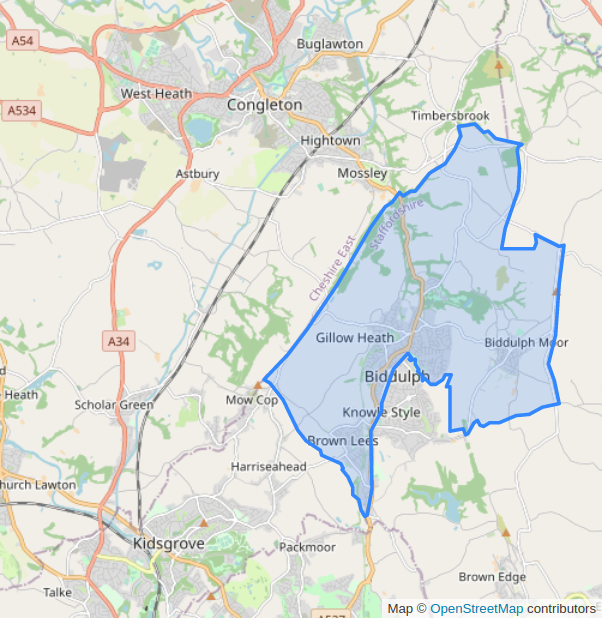 Buglawton
A54
West Heath
Congleton
A534
Timbersbrook
Hightown
Mossley
Astbury
Staffordshire
Cheshire East
A34
Gillow Heath
Biddulph Moor
Biddulph
Heath
Scholar Green
Mow Cop
Knowle Style
Brown Lees
Harriseahead
hurch Lawton
Kidsgrove
Packmoor
Brown Edge
Talke
A527
Map © OpenStreetMap contributors